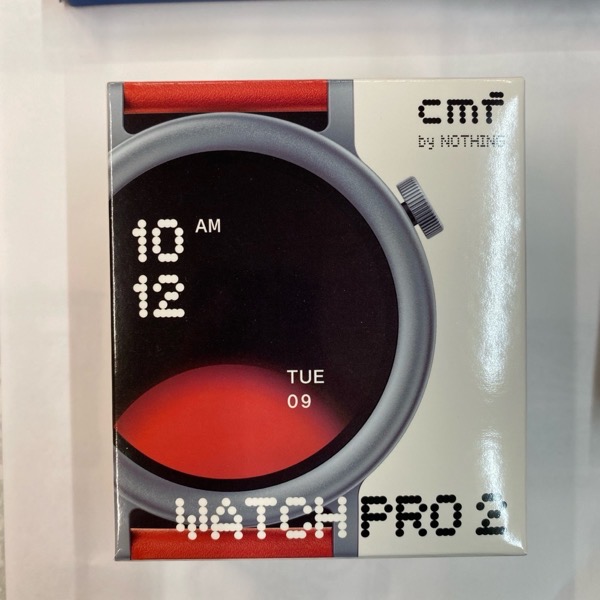 cmf
by NOTHING
10 AM
12
TUE
09
WATCH PRO 2